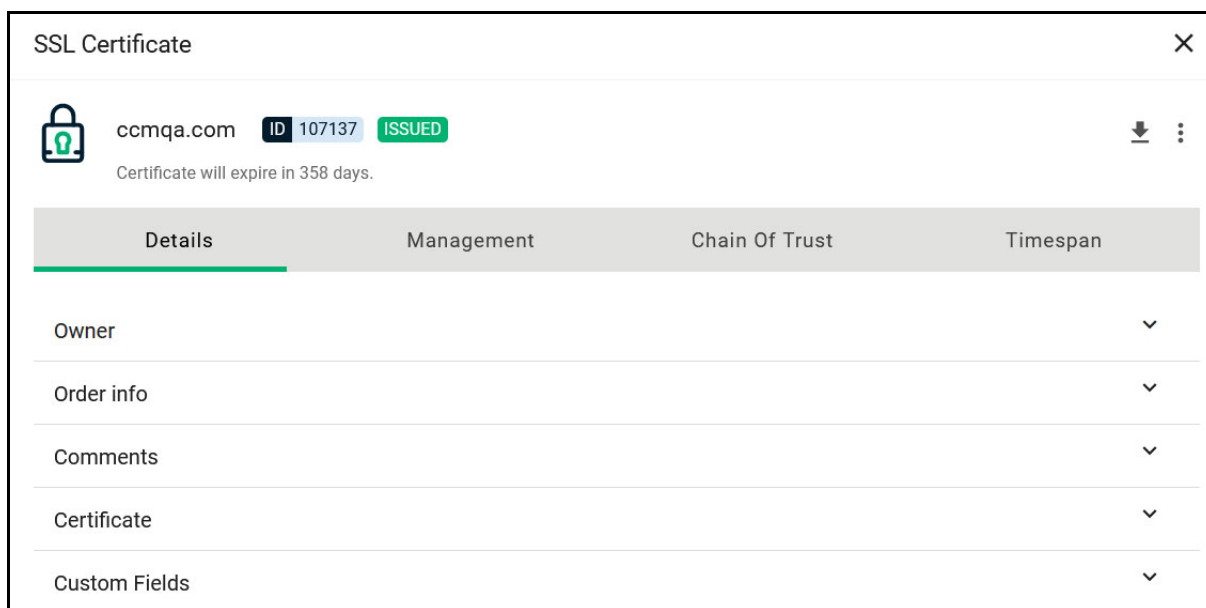 SSL Certificate
ccmqa.com ID 107137 ISSUED
Certificate will expire in 358 days.
Details Management Chain Of Trust Timespan
Owner
Order info
Comments
Certificate
Custom Fields